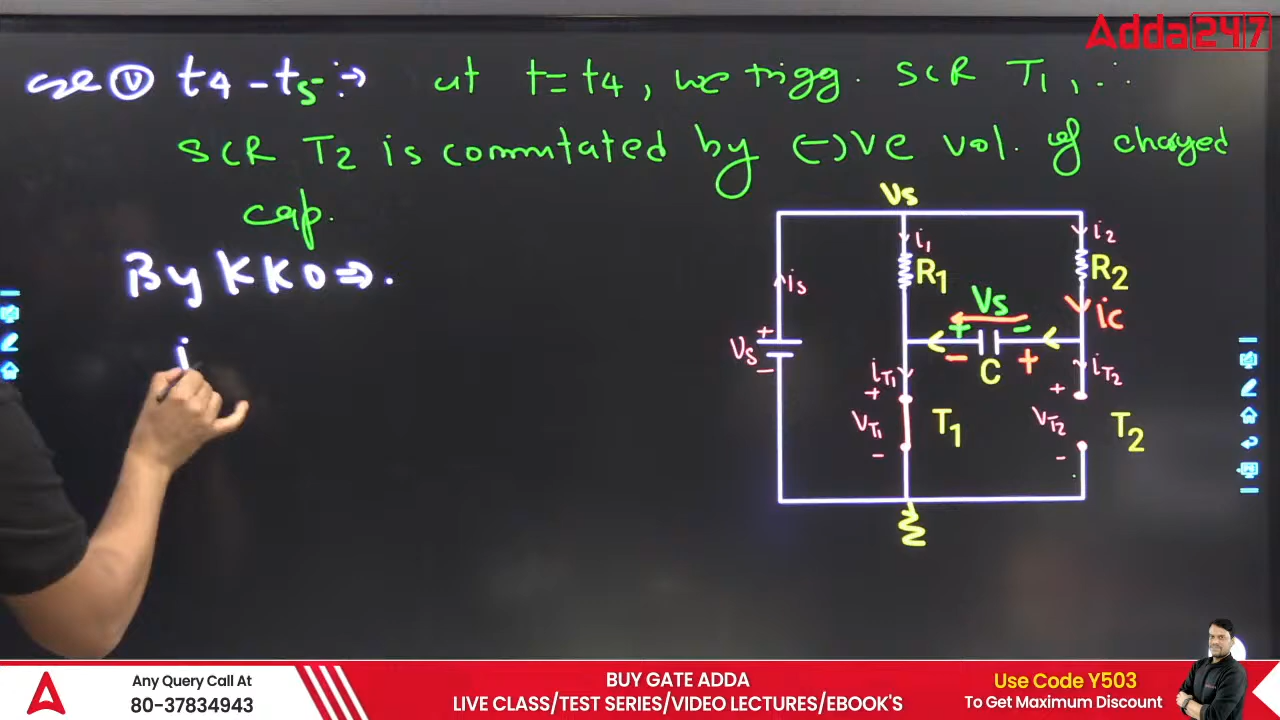 Adda247
case (v) t4 - t5 :→ at t = t4, we trigg. SCR T1, ∴
SCR T2 is commutated by (-)ve vol. of charged
cap.
By KKD ⇒.
i
Vs
i1
i2
R1
R2
is
Vs
ic
+
=
+
Vs
-
C
-
+
iT1
iT2
+
+
VT1
T1
VT2
T2
-
-
Any Query Call At
80-37834943
BUY GATE ADDA
LIVE CLASS/TEST SERIES/VIDEO LECTURES/EBOOK'S
Use Code Y503
To Get Maximum Discount